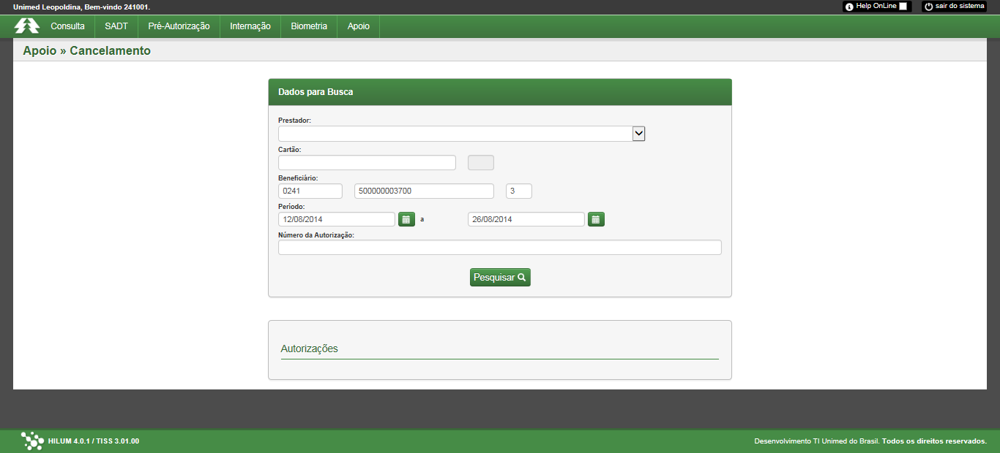 Unimed Leopoldina, Bem-vindo 241001.
Help OnLine
sair do sistema
Consulta
SADT
Pré-Autorização
Internação
Biometria
Apoio
Apoio » Cancelamento
Dados para Busca
Prestador:
Cartão:
Beneficiário:
0241
500000003700
3
Período:
12/08/2014
a
26/08/2014
Número da Autorização:
Pesquisar
Autorizações
HILUM 4.0.1 / TISS 3.01.00
Desenvolvimento TI Unimed do Brasil. Todos os direitos reservados.